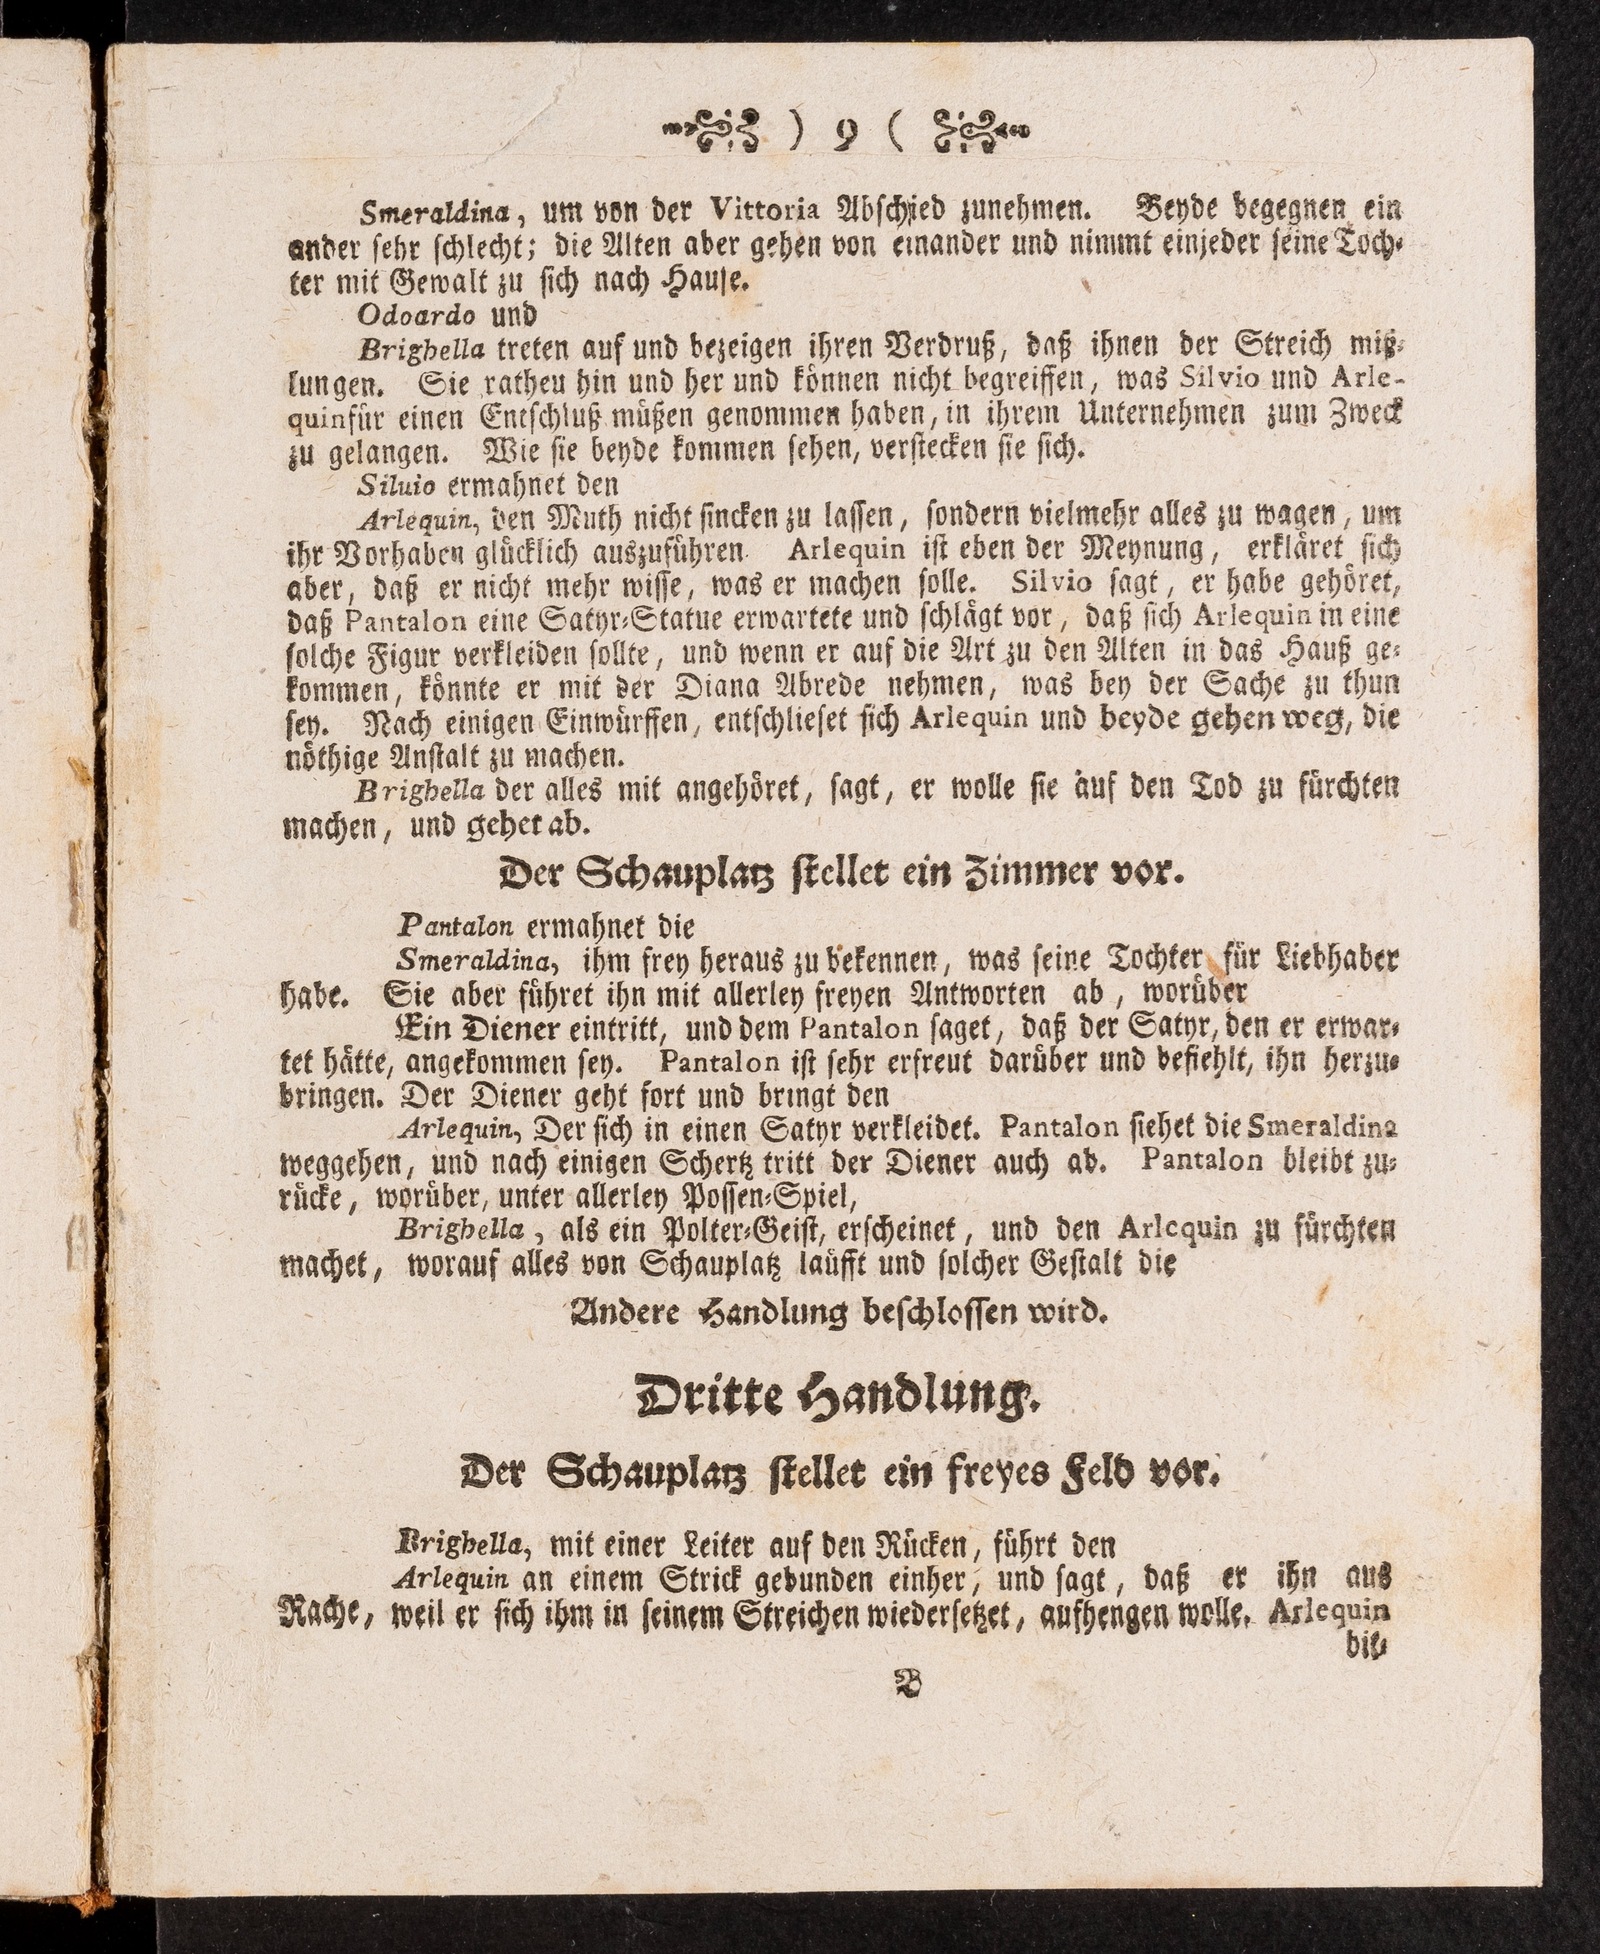 ) 9 (
Smeraldina, um von der Vittoria Abschied zunehmen. Beyde begegnen ein
ander sehr schlecht; die Alten aber gehen von einander und nimmt einjeder seine Toch-
ter mit Gewalt zu sich nach Hause.
Odoardo und
Brighella treten auf und bezeigen ihren Verdruß, daß ihnen der Streich miß-
lungen. Sie ratheu hin und her und können nicht begreiffen, was Silvio und Arle-
quinfür einen Entschluß müßen genommen haben, in ihrem Unternehmen zum Zweck
zu gelangen. Wie sie beyde kommen sehen, verstecken sie sich.
Siluio ermahnet den
Arlequin, den Muth nicht sincken zu lassen, sondern vielmehr alles zu wagen, um
ihr Vorhaben glücklich auszuführen. Arlequin ist eben der Meynung, erkläret sich
aber, daß er nicht mehr wisse, was er machen solle. Silvio sagt, er habe gehöret,
daß Pantalon eine Satyr-Statue erwartete und schlägt vor, daß sich Arlequin in eine
solche Figur verkleiden sollte, und wenn er auf die Art zu den Alten in das Hauß ge-
kommen, könnte er mit der Diana Abrede nehmen, was bey der Sache zu thun
sey. Nach einigen Einwürffen, entschlieset sich Arlequin und beyde gehen weg, die
nöthige Anstalt zu machen.
Brighella der alles mit angehöret, sagt, er wolle sie auf den Tod zu fürchten
machen, und gehet ab.
Der Schauplatz stellet ein Zimmer vor.
Pantalon ermahnet die
Smeraldina, ihm frey heraus zu bekennen, was seine Tochter für Liebhaber
habe. Sie aber führet ihn mit allerley freyen Antworten ab, worüber
Ein Diener eintritt, und dem Pantalon saget, daß der Satyr, den er erwar-
tet hätte, angekommen sey. Pantalon ist sehr erfreut darüber und befiehlt, ihn herzu-
bringen. Der Diener geht fort und bringt den
Arlequin, Der sich in einen Satyr verkleidet. Pantalon siehet die Smeraldina
weggehen, und nach einigen Schertz tritt der Diener auch ab. Pantalon bleibt zu-
rücke, worüber, unter allerley Possen-Spiel,
Brighella, als ein Polter-Geist, erscheinet, und den Arlequin zu fürchten
machet, worauf alles von Schauplatz läufft und solcher Gestalt die
Andere Handlung beschlossen wird.
Dritte Handlung.
Der Schauplatz stellet ein freyes Feld vor.
Brighella, mit einer Leiter auf den Rücken, führt den
Arlequin an einem Strick gebunden einher, und sagt, daß er ihn aus
Rache, weil er sich ihm in seinem Streichen wiedersetzet, aufhengen wolle. Arlequin
bit-
B